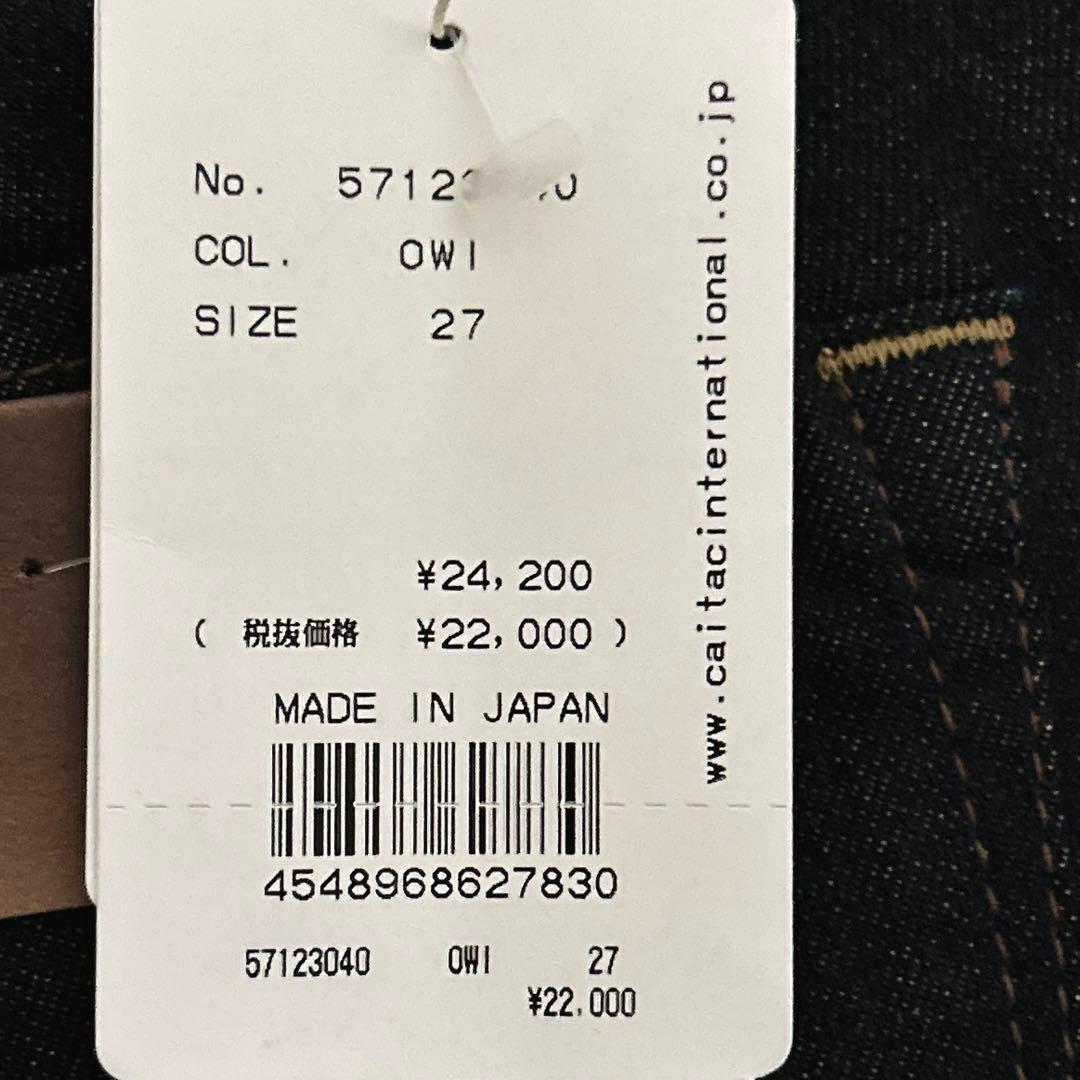 No. 57123040
COL. OWI
SIZE 27
¥24,200
( 税抜価格 ¥22,000 )
MADE IN JAPAN
4548968627830
57123040 OWI 27
¥22,000
www.caitacinternational.co.jp